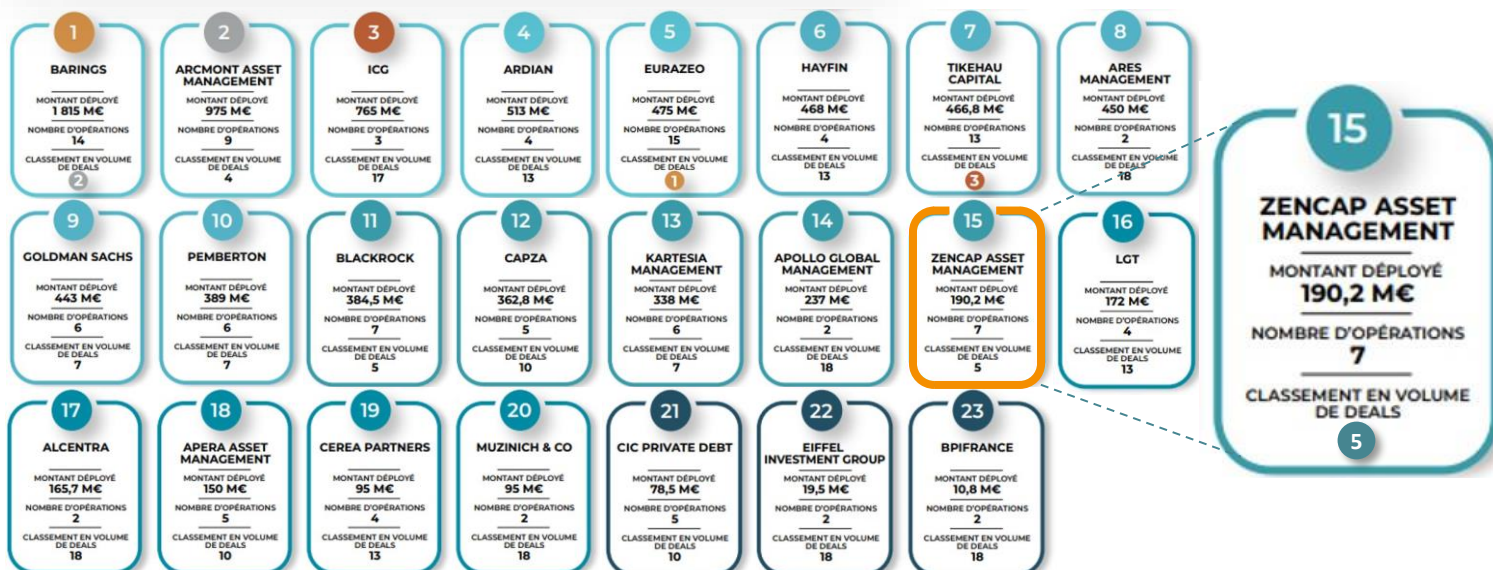 1
BARINGS
MONTANT DÉPLOYÉ
1 815 M€
NOMBRE D'OPÉRATIONS
14
CLASSEMENT EN VOLUME
DE DEALS
2
2
ARCMONT ASSET
MANAGEMENT
MONTANT DÉPLOYÉ
975 M€
NOMBRE D'OPÉRATIONS
9
CLASSEMENT EN VOLUME
DE DEALS
4
3
ICG
MONTANT DÉPLOYÉ
765 M€
NOMBRE D'OPÉRATIONS
3
CLASSEMENT EN VOLUME
DE DEALS
17
4
ARDIAN
MONTANT DÉPLOYÉ
513 M€
NOMBRE D'OPÉRATIONS
4
CLASSEMENT EN VOLUME
DE DEALS
13
5
EURAZEO
MONTANT DÉPLOYÉ
475 M€
NOMBRE D'OPÉRATIONS
15
CLASSEMENT EN VOLUME
DE DEALS
1
6
HAYFIN
MONTANT DÉPLOYÉ
468 M€
NOMBRE D'OPÉRATIONS
4
CLASSEMENT EN VOLUME
DE DEALS
13
7
TIKEHAU
CAPITAL
MONTANT DÉPLOYÉ
466,8 M€
NOMBRE D'OPÉRATIONS
13
CLASSEMENT EN VOLUME
DE DEALS
3
8
ARES
MANAGEMENT
MONTANT DÉPLOYÉ
450 M€
NOMBRE D'OPÉRATIONS
2
CLASSEMENT EN VOLUME
DE DEALS
18
9
GOLDMAN SACHS
MONTANT DÉPLOYÉ
443 M€
NOMBRE D'OPÉRATIONS
6
CLASSEMENT EN VOLUME
DE DEALS
7
10
PEMBERTON
MONTANT DÉPLOYÉ
389 M€
NOMBRE D'OPÉRATIONS
6
CLASSEMENT EN VOLUME
DE DEALS
7
11
BLACKROCK
MONTANT DÉPLOYÉ
384,5 M€
NOMBRE D'OPÉRATIONS
7
CLASSEMENT EN VOLUME
DE DEALS
5
12
CAPZA
MONTANT DÉPLOYÉ
362,8 M€
NOMBRE D'OPÉRATIONS
5
CLASSEMENT EN VOLUME
DE DEALS
10
13
KARTESIA
MANAGEMENT
MONTANT DÉPLOYÉ
338 M€
NOMBRE D'OPÉRATIONS
6
CLASSEMENT EN VOLUME
DE DEALS
7
14
APOLLO GLOBAL
MANAGEMENT
MONTANT DÉPLOYÉ
237 M€
NOMBRE D'OPÉRATIONS
2
CLASSEMENT EN VOLUME
DE DEALS
18
15
ZENCAP ASSET
MANAGEMENT
MONTANT DÉPLOYÉ
190,2 M€
NOMBRE D'OPÉRATIONS
7
CLASSEMENT EN VOLUME
DE DEALS
5
16
LGT
MONTANT DÉPLOYÉ
172 M€
NOMBRE D'OPÉRATIONS
4
CLASSEMENT EN VOLUME
DE DEALS
13
17
ALCENTRA
MONTANT DÉPLOYÉ
165,7 M€
NOMBRE D'OPÉRATIONS
2
CLASSEMENT EN VOLUME
DE DEALS
18
18
APERA ASSET
MANAGEMENT
MONTANT DÉPLOYÉ
150 M€
NOMBRE D'OPÉRATIONS
5
CLASSEMENT EN VOLUME
DE DEALS
10
19
CEREA PARTNERS
MONTANT DÉPLOYÉ
95 M€
NOMBRE D'OPÉRATIONS
4
CLASSEMENT EN VOLUME
DE DEALS
13
20
MUZINICH & CO
MONTANT DÉPLOYÉ
95 M€
NOMBRE D'OPÉRATIONS
2
CLASSEMENT EN VOLUME
DE DEALS
18
21
CIC PRIVATE DEBT
MONTANT DÉPLOYÉ
78,5 M€
NOMBRE D'OPÉRATIONS
5
CLASSEMENT EN VOLUME
DE DEALS
10
22
EIFFEL
INVESTMENT GROUP
MONTANT DÉPLOYÉ
19,5 M€
NOMBRE D'OPÉRATIONS
2
CLASSEMENT EN VOLUME
DE DEALS
18
23
BPIFRANCE
MONTANT DÉPLOYÉ
10,8 M€
NOMBRE D'OPÉRATIONS
2
CLASSEMENT EN VOLUME
DE DEALS
18
15
ZENCAP ASSET
MANAGEMENT
MONTANT DÉPLOYÉ
190,2 M€
NOMBRE D'OPÉRATIONS
7
CLASSEMENT EN VOLUME
DE DEALS
5